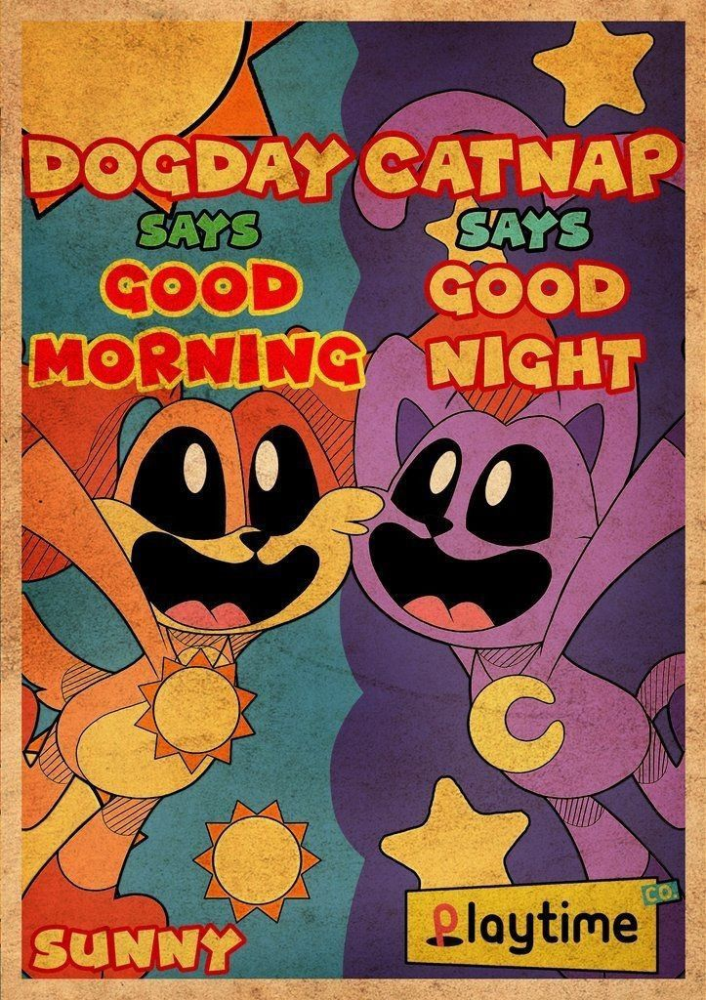 DOGDAY
SAYS
GOOD
MORNING
CATNAP
SAYS
GOOD
NIGHT
SUNNY
Playtime CO.